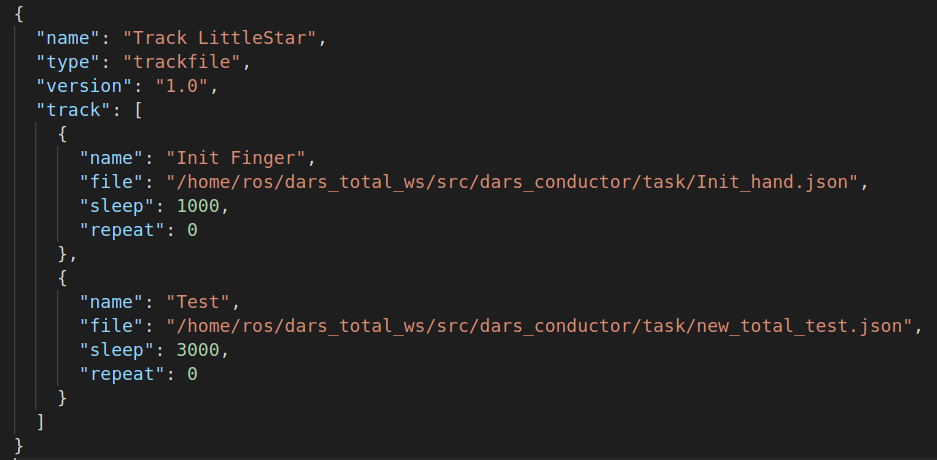 {
  "name": "Track LittleStar",
  "type": "trackfile",
  "version": "1.0",
  "track": [
    {
      "name": "Init Finger",
      "file": "/home/ros/dars_total_ws/src/dars_conductor/task/Init_hand.json",
      "sleep": 1000,
      "repeat": 0
    },
    {
      "name": "Test",
      "file": "/home/ros/dars_total_ws/src/dars_conductor/task/new_total_test.json",
      "sleep": 3000,
      "repeat": 0
    }
  ]
}